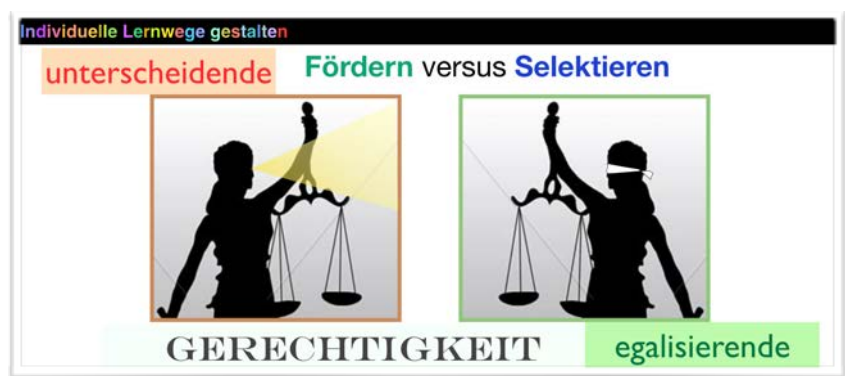 Individuelle Lernwege gestalten
unterscheidende
Fördern versus Selektieren
GERECHTIGKEIT
egalisierende